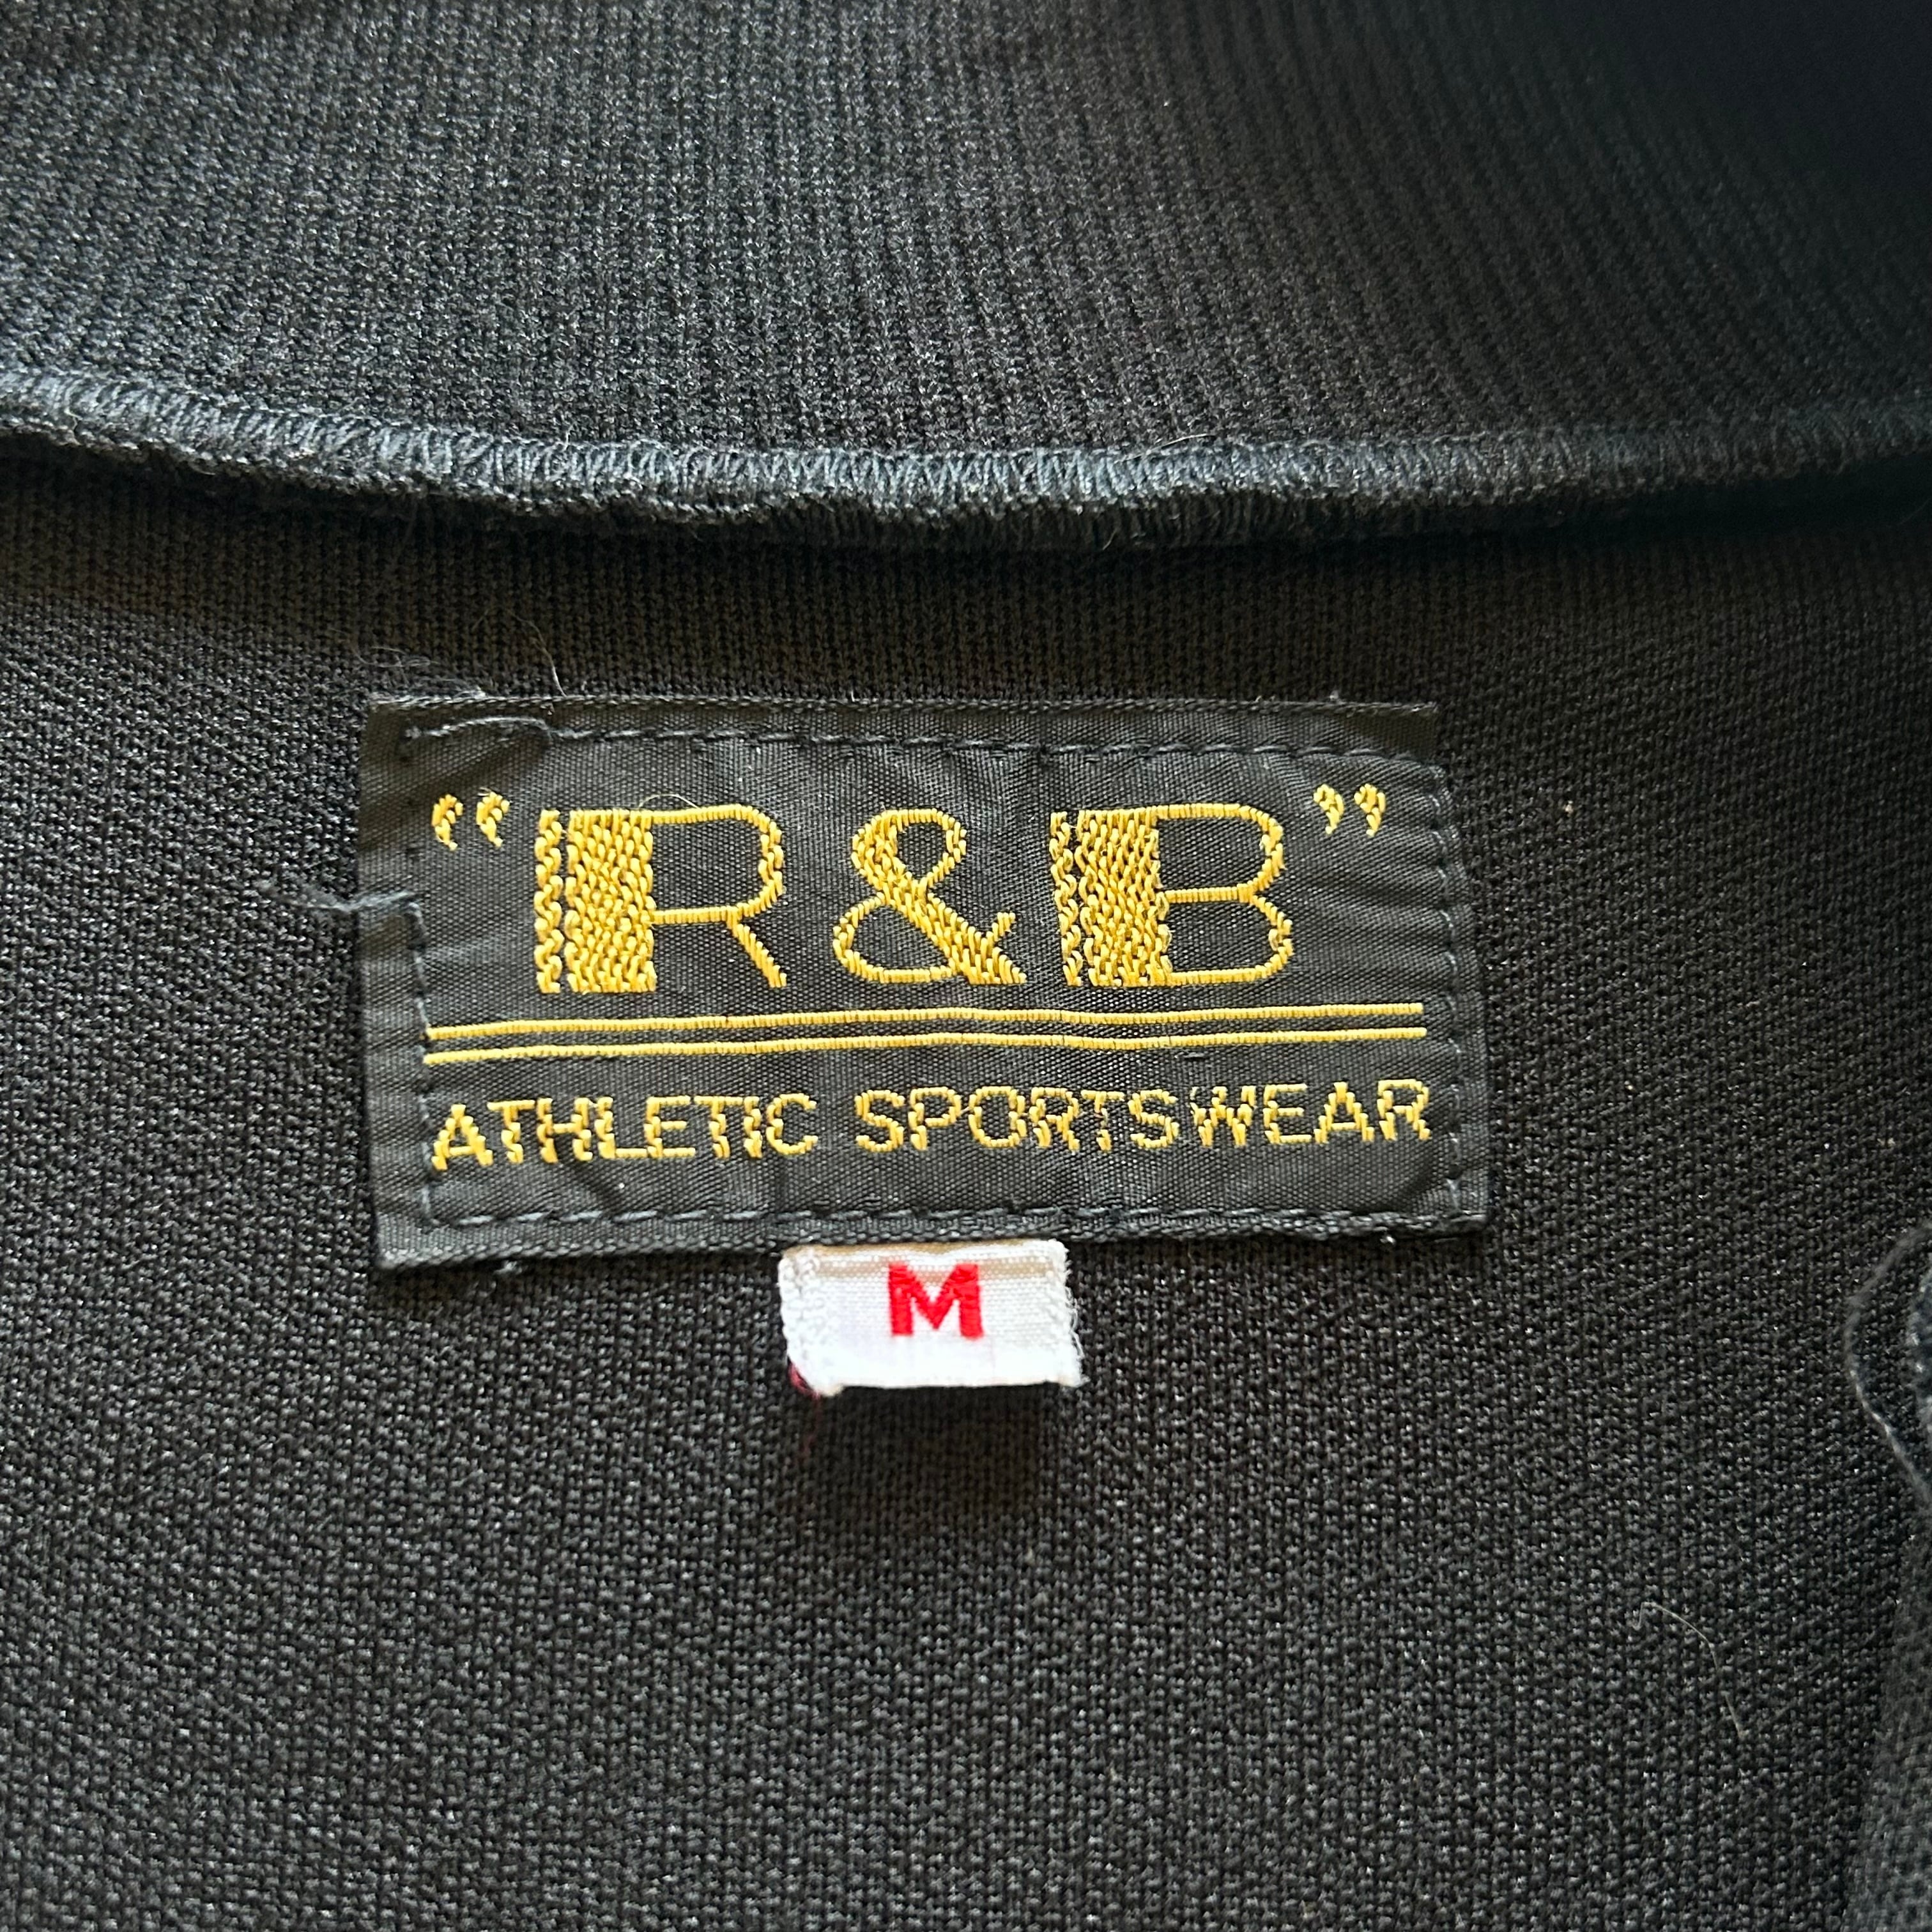 “R & B”
ATHLETIC SPORTSWEAR
M